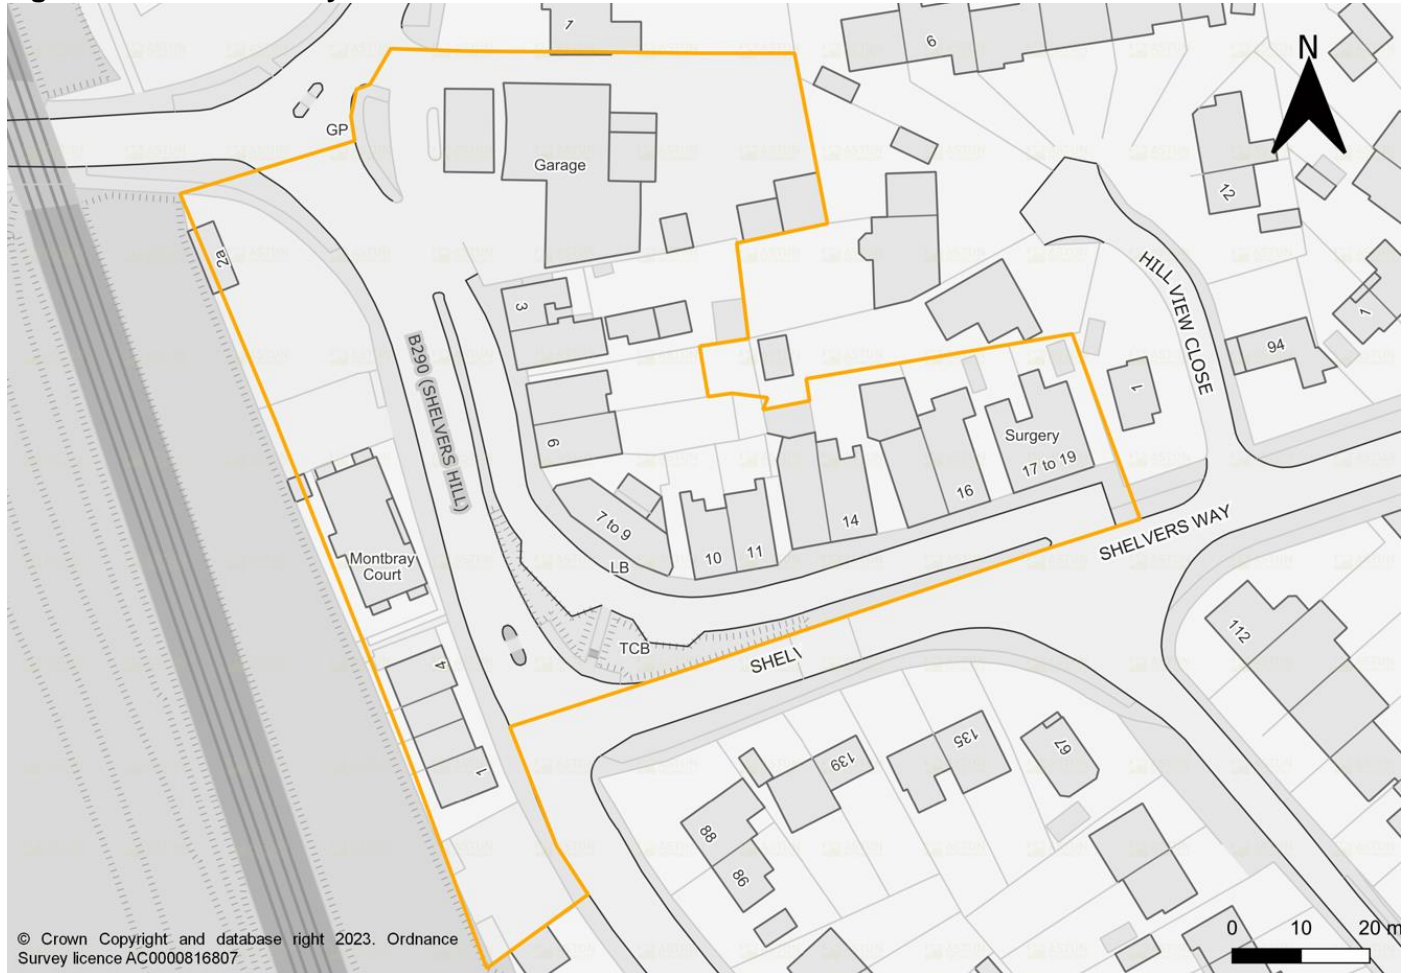 1
6
N
GP
Garage
12
2a
3
HILL VIEW CLOSE
1
94
B290 (SHELVERS HILL)
1
6
Surgery
17 to 19
16
14
7 to 9
10
11
LB
SHELVERS WAY
Montbray
Court
TCB
SHEL
112
4
1
135
139
67
88
86
0 10 20 m
© Crown Copyright and database right 2023. Ordnance
Survey licence AC0000816807